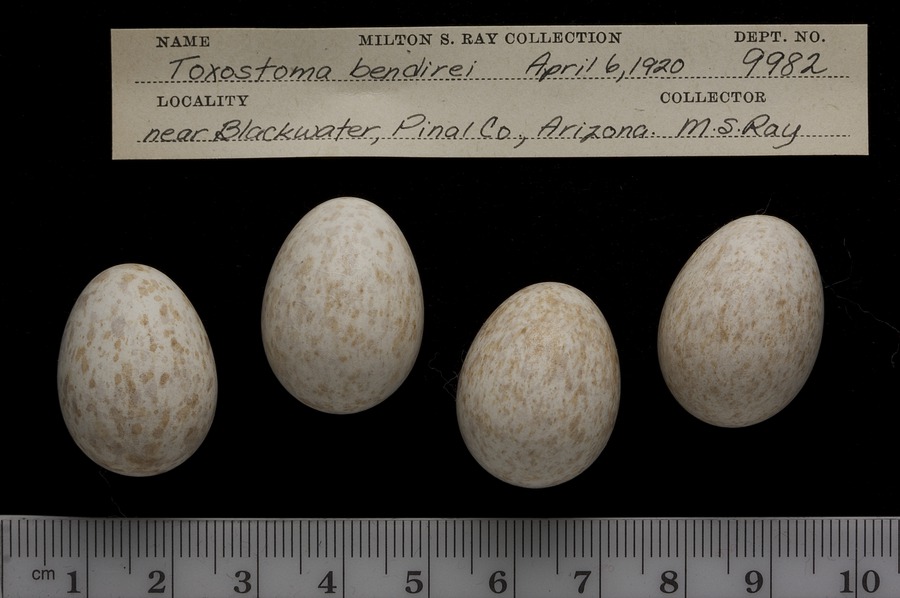 NAME MILTON S. RAY COLLECTION DEPT. NO.
Toxostoma bendirei April 6, 1920 9982
LOCALITY COLLECTOR
near Blackwater, Pinal Co., Arizona. M.S.Ray
cm 1 2 3 4 5 6 7 8 9 10